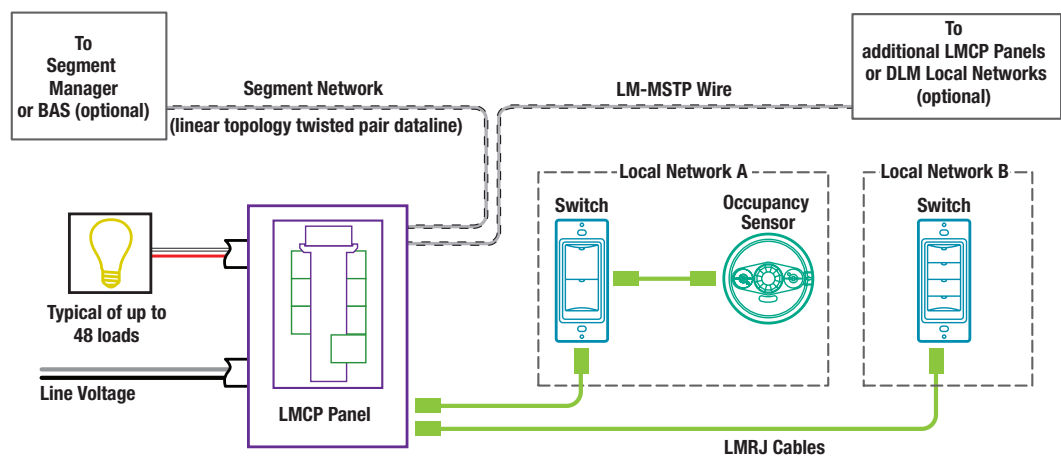 To
Segment
Manager
or BAS (optional)
Segment Network
(linear topology twisted pair dataline)
LM-MSTP Wire
To
additional LMCP Panels
or DLM Local Networks
(optional)
Local Network A
Switch
Occupancy
Sensor
Local Network B
Switch
Typical of up to
48 loads
Line Voltage
LMCP Panel
LMRJ Cables